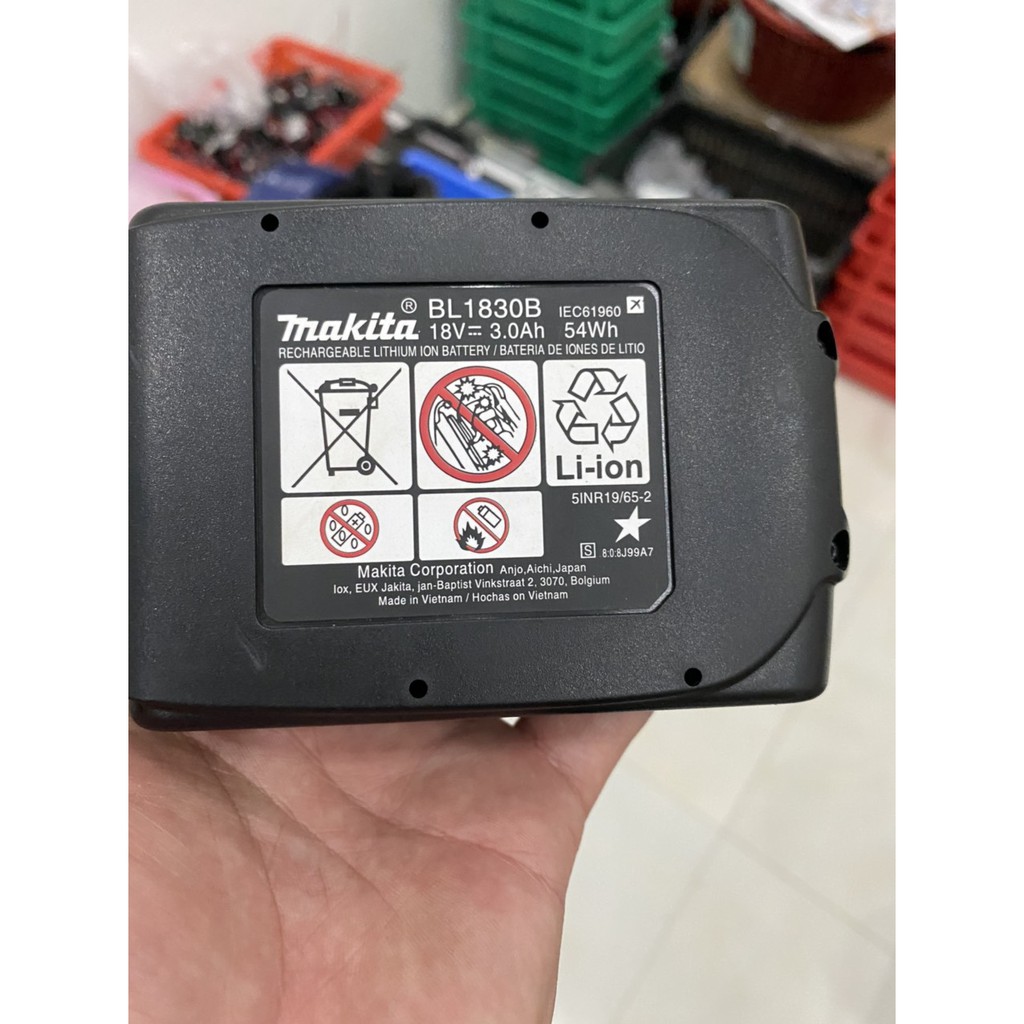 makita® BL1830B IEC61960
18V⎓ 3.0Ah 54Wh
RECHARGEABLE LITHIUM ION BATTERY / BATERIA DE IONES DE LITIO
Li-ion
5INR19/65-2
S 8:0:8J99A7
Makita Corporation Anjo,Aichi,Japan
Iox, EUX Jakita, jan-Baptist Vinkstraat 2, 3070, Bolgium
Made in Vietnam / Hochas on Vietnam